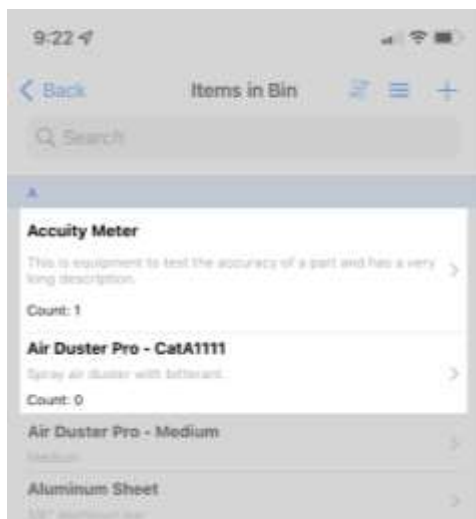 9:22
Back
Items in Bin
Search
A
Accuity Meter
This is equipment to test the accuracy of a part and has a very
long description.
Count: 1
Air Duster Pro - CatA1111
Spray air duster with bitterant.
Count: 0
Air Duster Pro - Medium
Medium
Aluminum Sheet